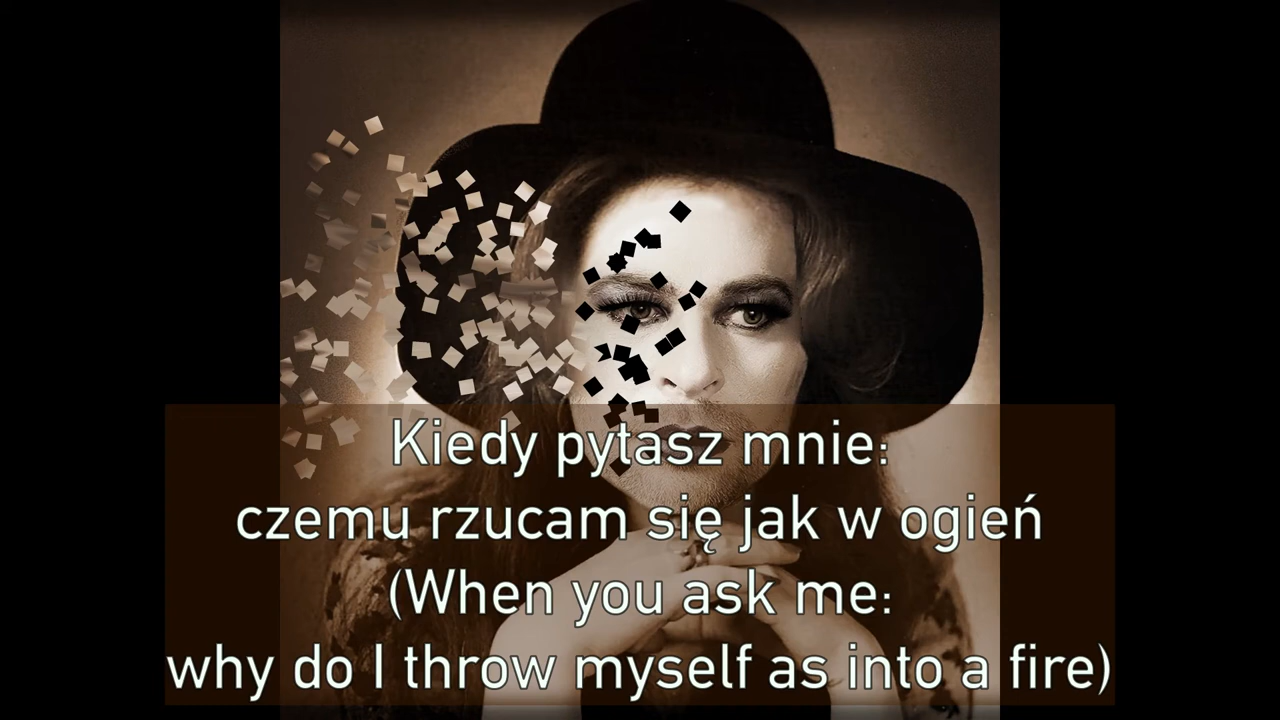 Kiedy pytasz mnie:
czemu rzucam się jak w ogień
(When you ask me:
why do I throw myself as into a fire)